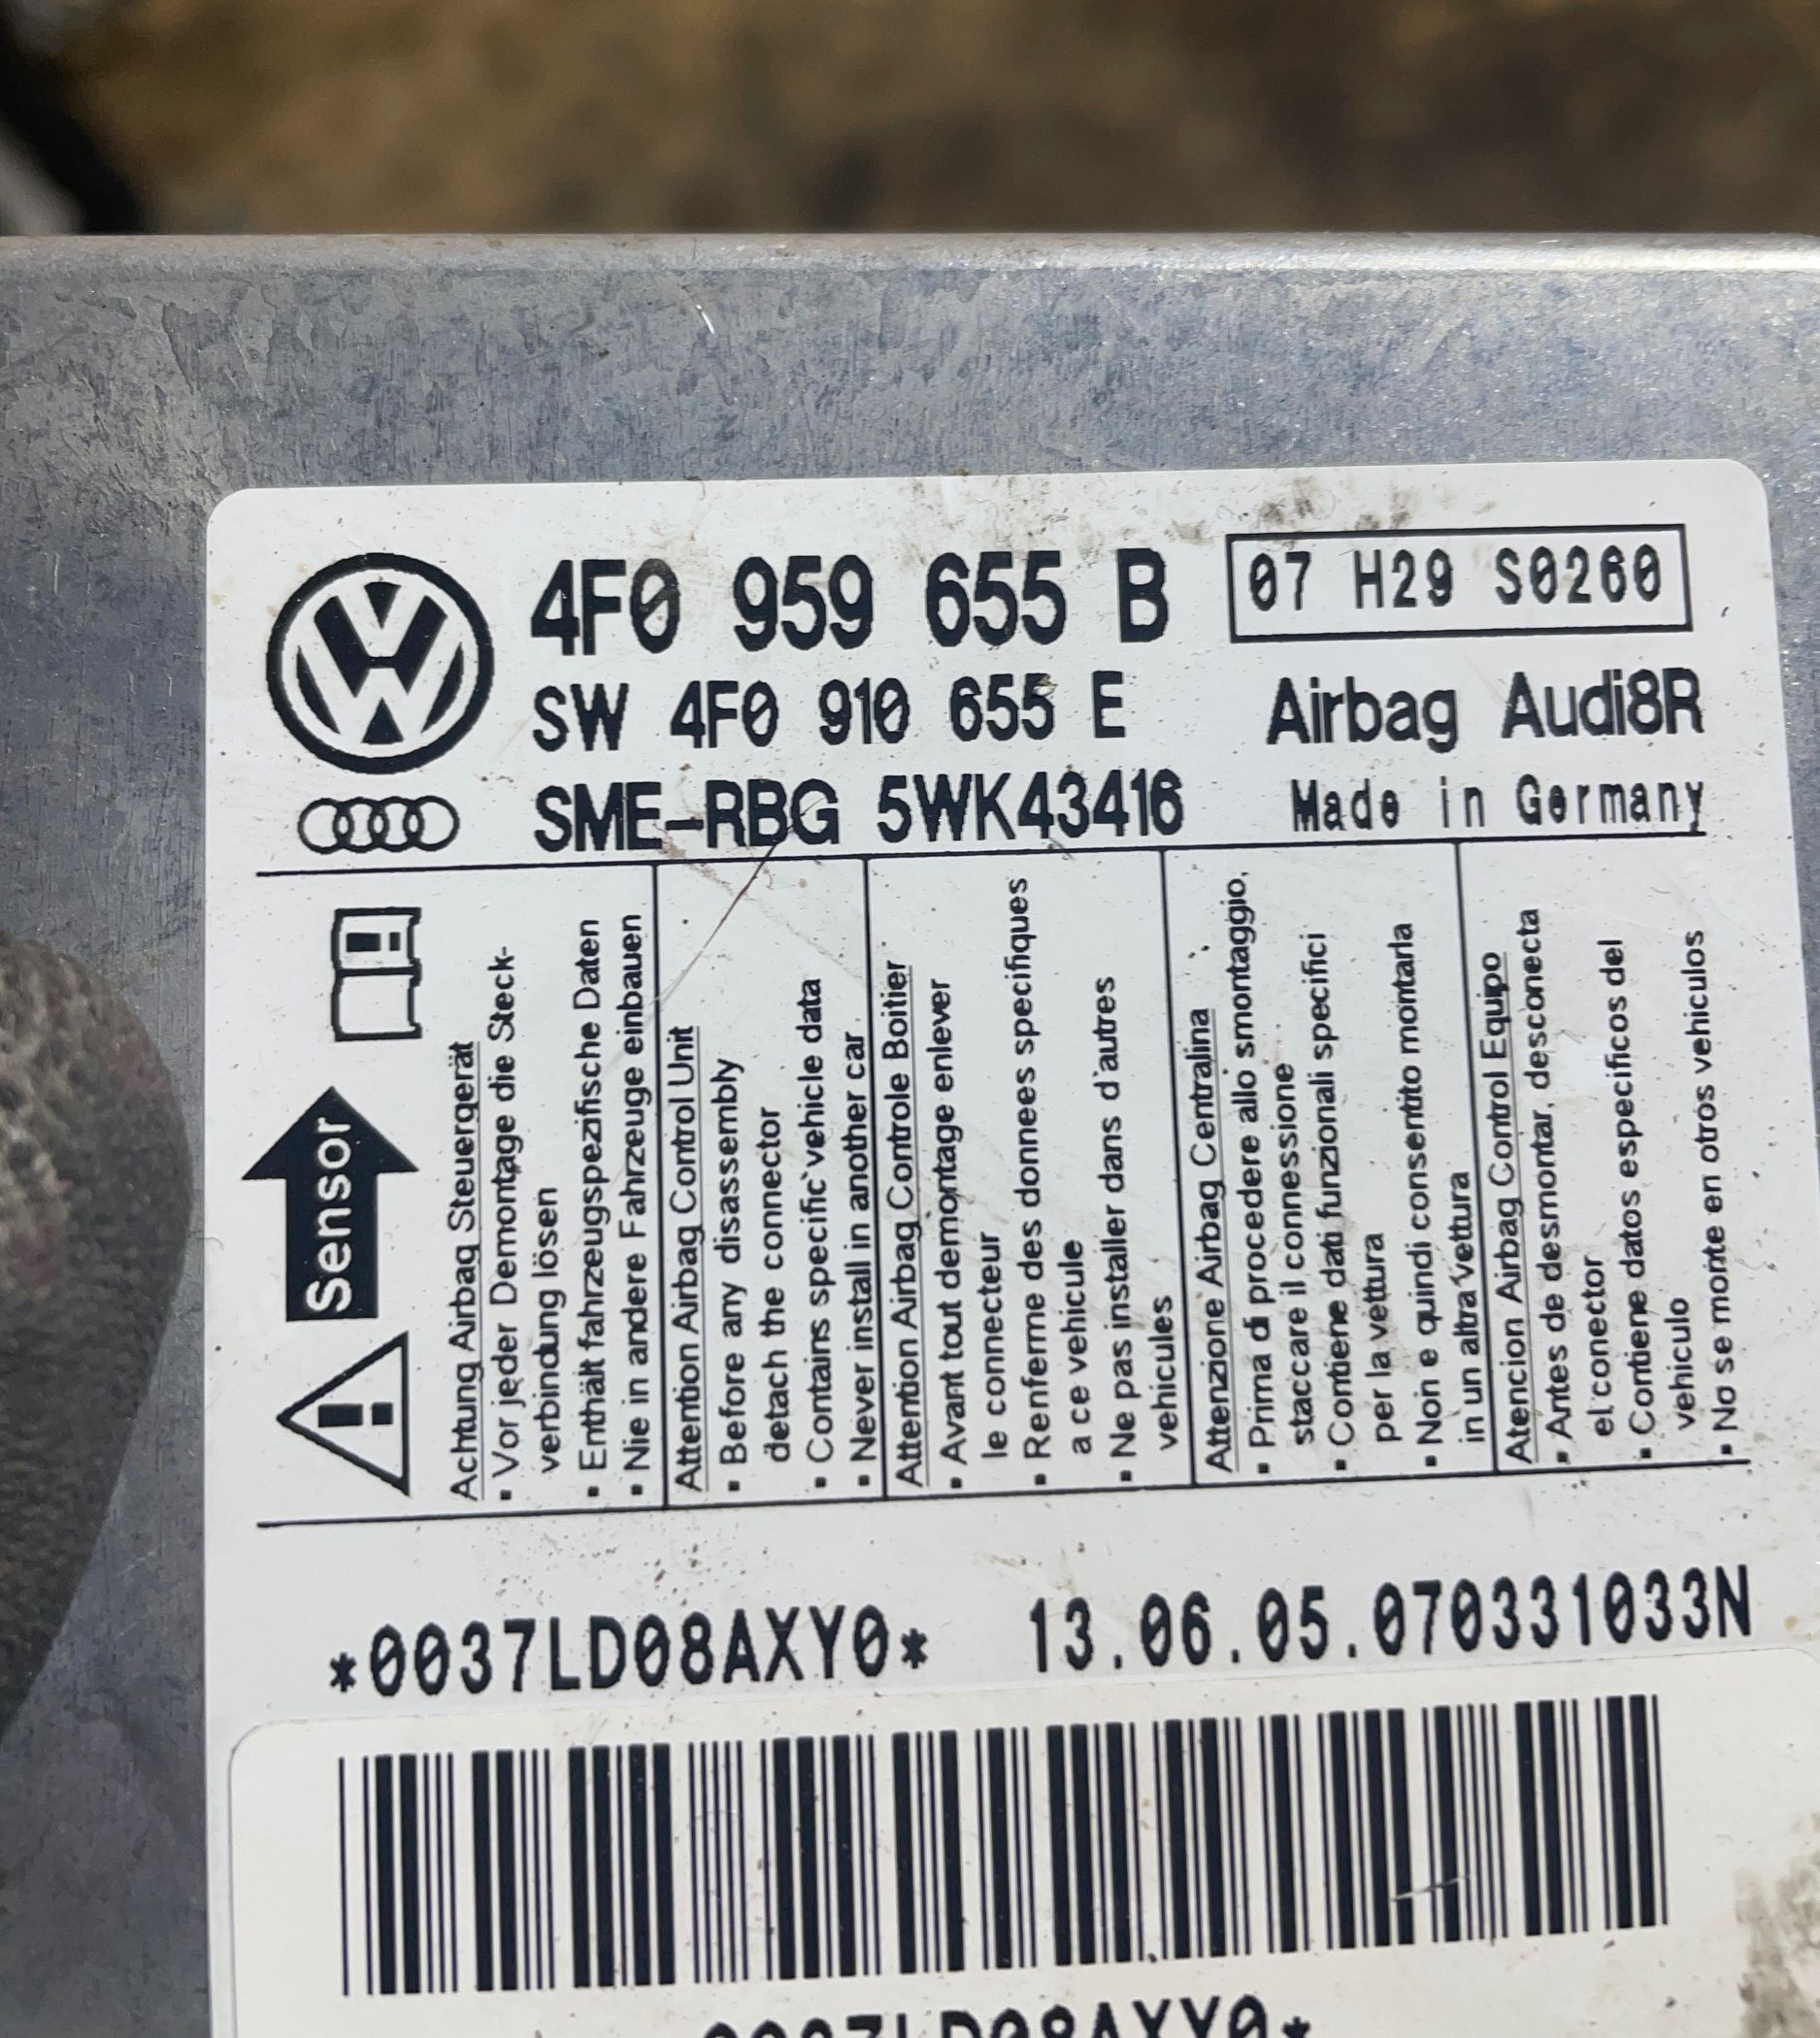 4F0 959 655 B 07 H29 S0260
SW 4F0 910 655 E Airbag Audi8R
SME-RBG 5WK43416 Made in Germany
Sensor
Achtung Airbag Steuergerät
▪ Vor jeder Demontage die Steck-
verbindung lösen
▪ Enthält fahrzeugspezifische Daten
▪ Nie in andere Fahrzeuge einbauen
Attention Airbag Control Unit
▪ Before any disassembly
detach the connector
▪ Contains specific vehicle data
▪ Never install in another car
Attention Airbag Controle Boitier
▪ Avant tout demontage enlever
le connecteur
▪ Renferme des donnees specifiques
a ce vehicule
▪ Ne pas installer dans d'autres
vehicules
Attenzione Airbag Centralina
▪ Prima di procedere allo smontaggio,
staccare il connessione
▪ Contiene dati funzionali specifici
per la vettura
▪ Non e quindi consentito montarla
in un altra vettura
Atencion Airbag Control Equipo
▪ Antes de desmontar, desconecta
el conector
▪ Contiene datos especificos del
vehiculo
▪ No se monte en otros vehiculos
*0037LD08AXY0* 13.06.05.070331033N
0037LD08AXY0*